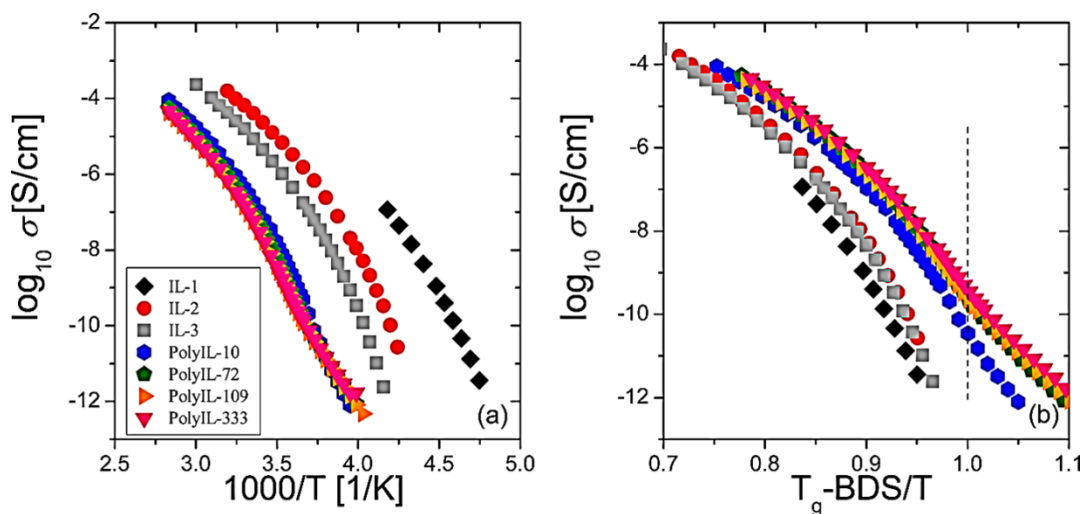 -2
-4
-6
-8
-10
-12
log10 σ[S/cm]
IL-1
IL-2
IL-3
PolyIL-10
PolyIL-72
PolyIL-109
PolyIL-333
(a)
2.5 3.0 3.5 4.0 4.5 5.0
1000/T [1/K]
-4
-6
-8
-10
-12
log10 σ[S/cm]
(b)
0.7 0.8 0.9 1.0 1.1
Tg-BDS/T